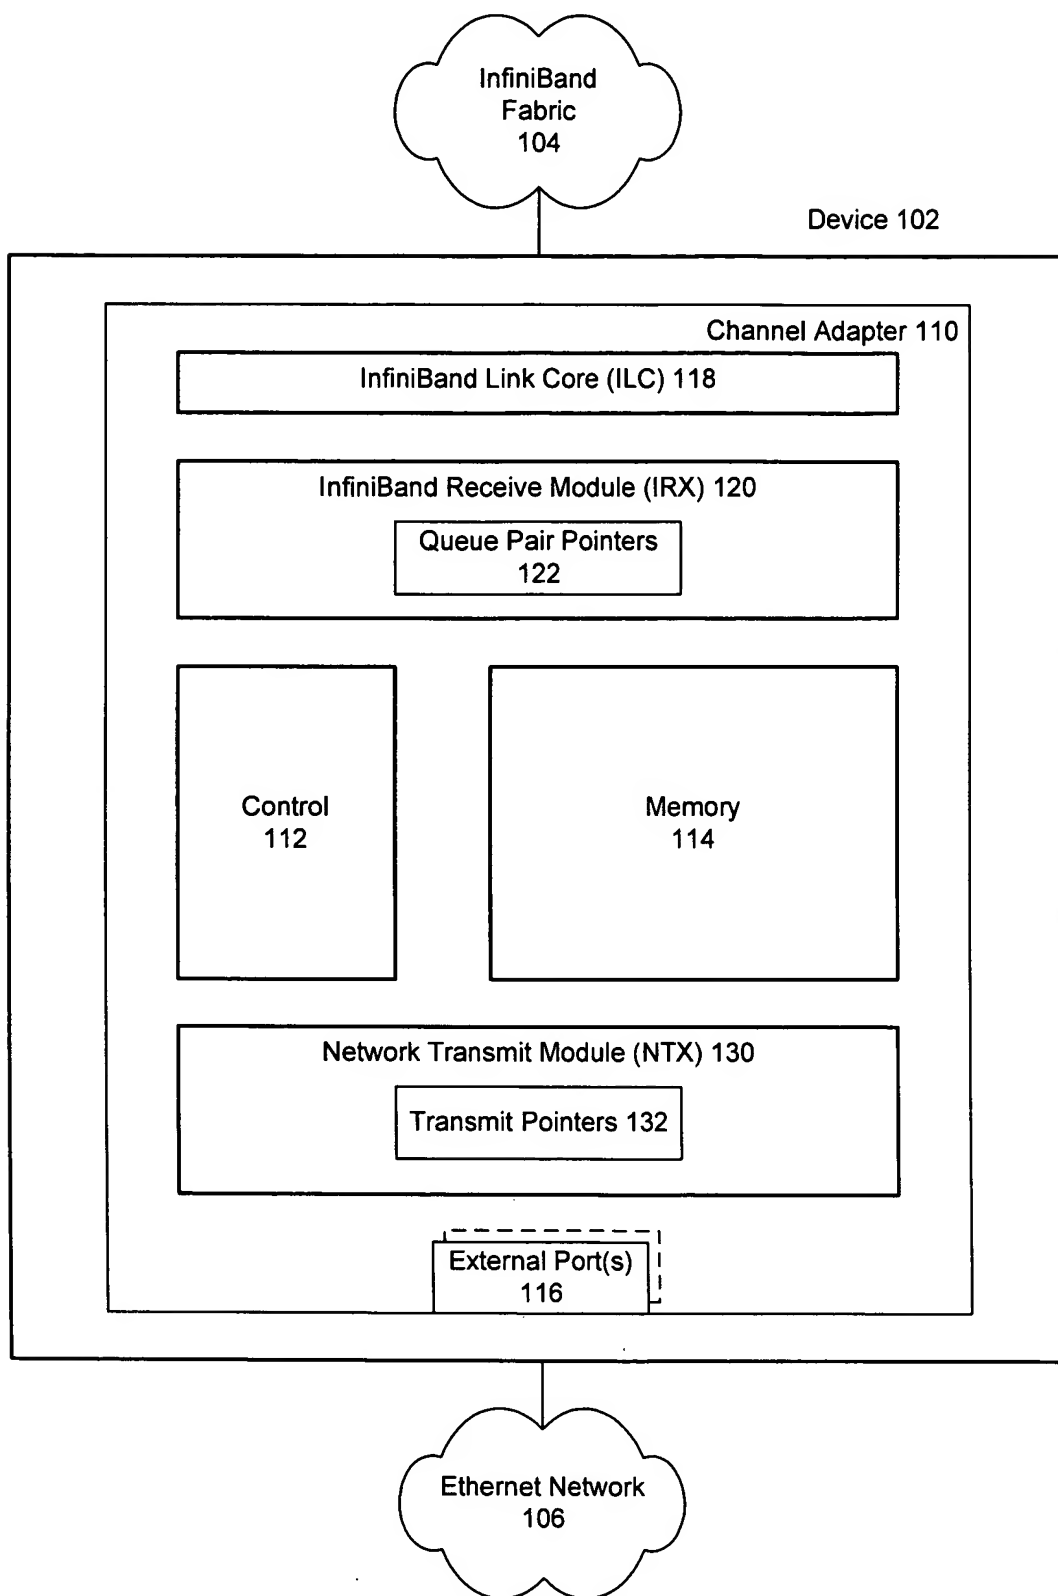 InfiniBand
Fabric
104
Device 102
Channel Adapter 110
InfiniBand Link Core (ILC) 118
InfiniBand Receive Module (IRX) 120
Queue Pair Pointers
122
Control
112
Memory
114
Network Transmit Module (NTX) 130
Transmit Pointers 132
External Port(s)
116
Ethernet Network
106